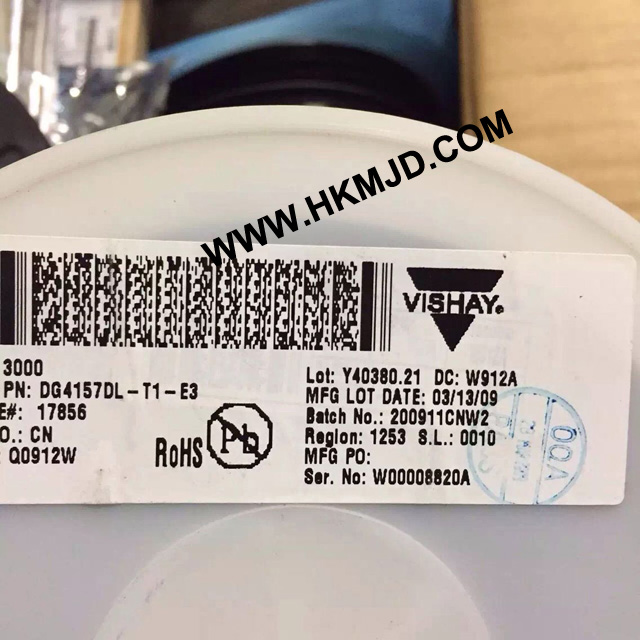 WWW.HKMJD.COM
VISHAY®
3000
PN: DG4157DL-T1-E3
E#: 17856
O.: CN
: Q0912W
RoHS
Pb
Lot: Y40380.21 DC: W912A
MFG LOT DATE: 03/13/09
Batch No.: 200911CNW2
Region: 1253 S.L.: 0010
MFG PO:
Ser. No.: W00008820A
OQA